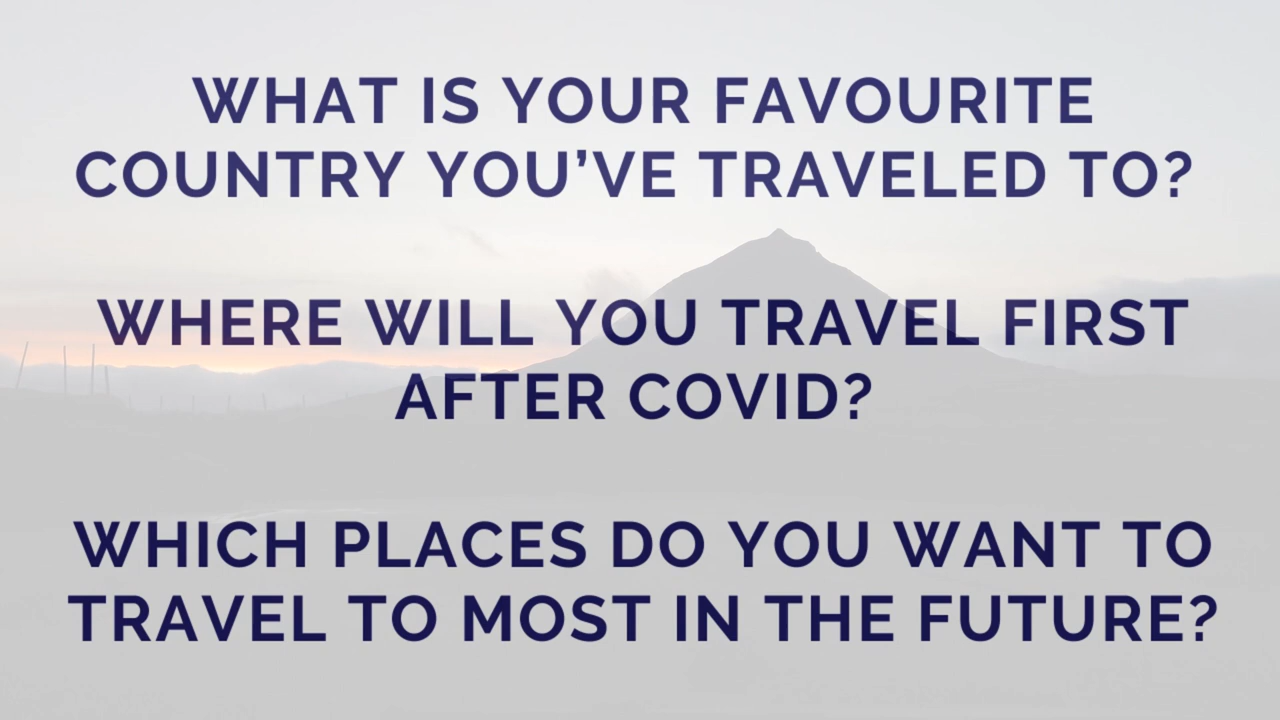 WHAT IS YOUR FAVOURITE
COUNTRY YOU’VE TRAVELED TO?
WHERE WILL YOU TRAVEL FIRST
AFTER COVID?
WHICH PLACES DO YOU WANT TO
TRAVEL TO MOST IN THE FUTURE?